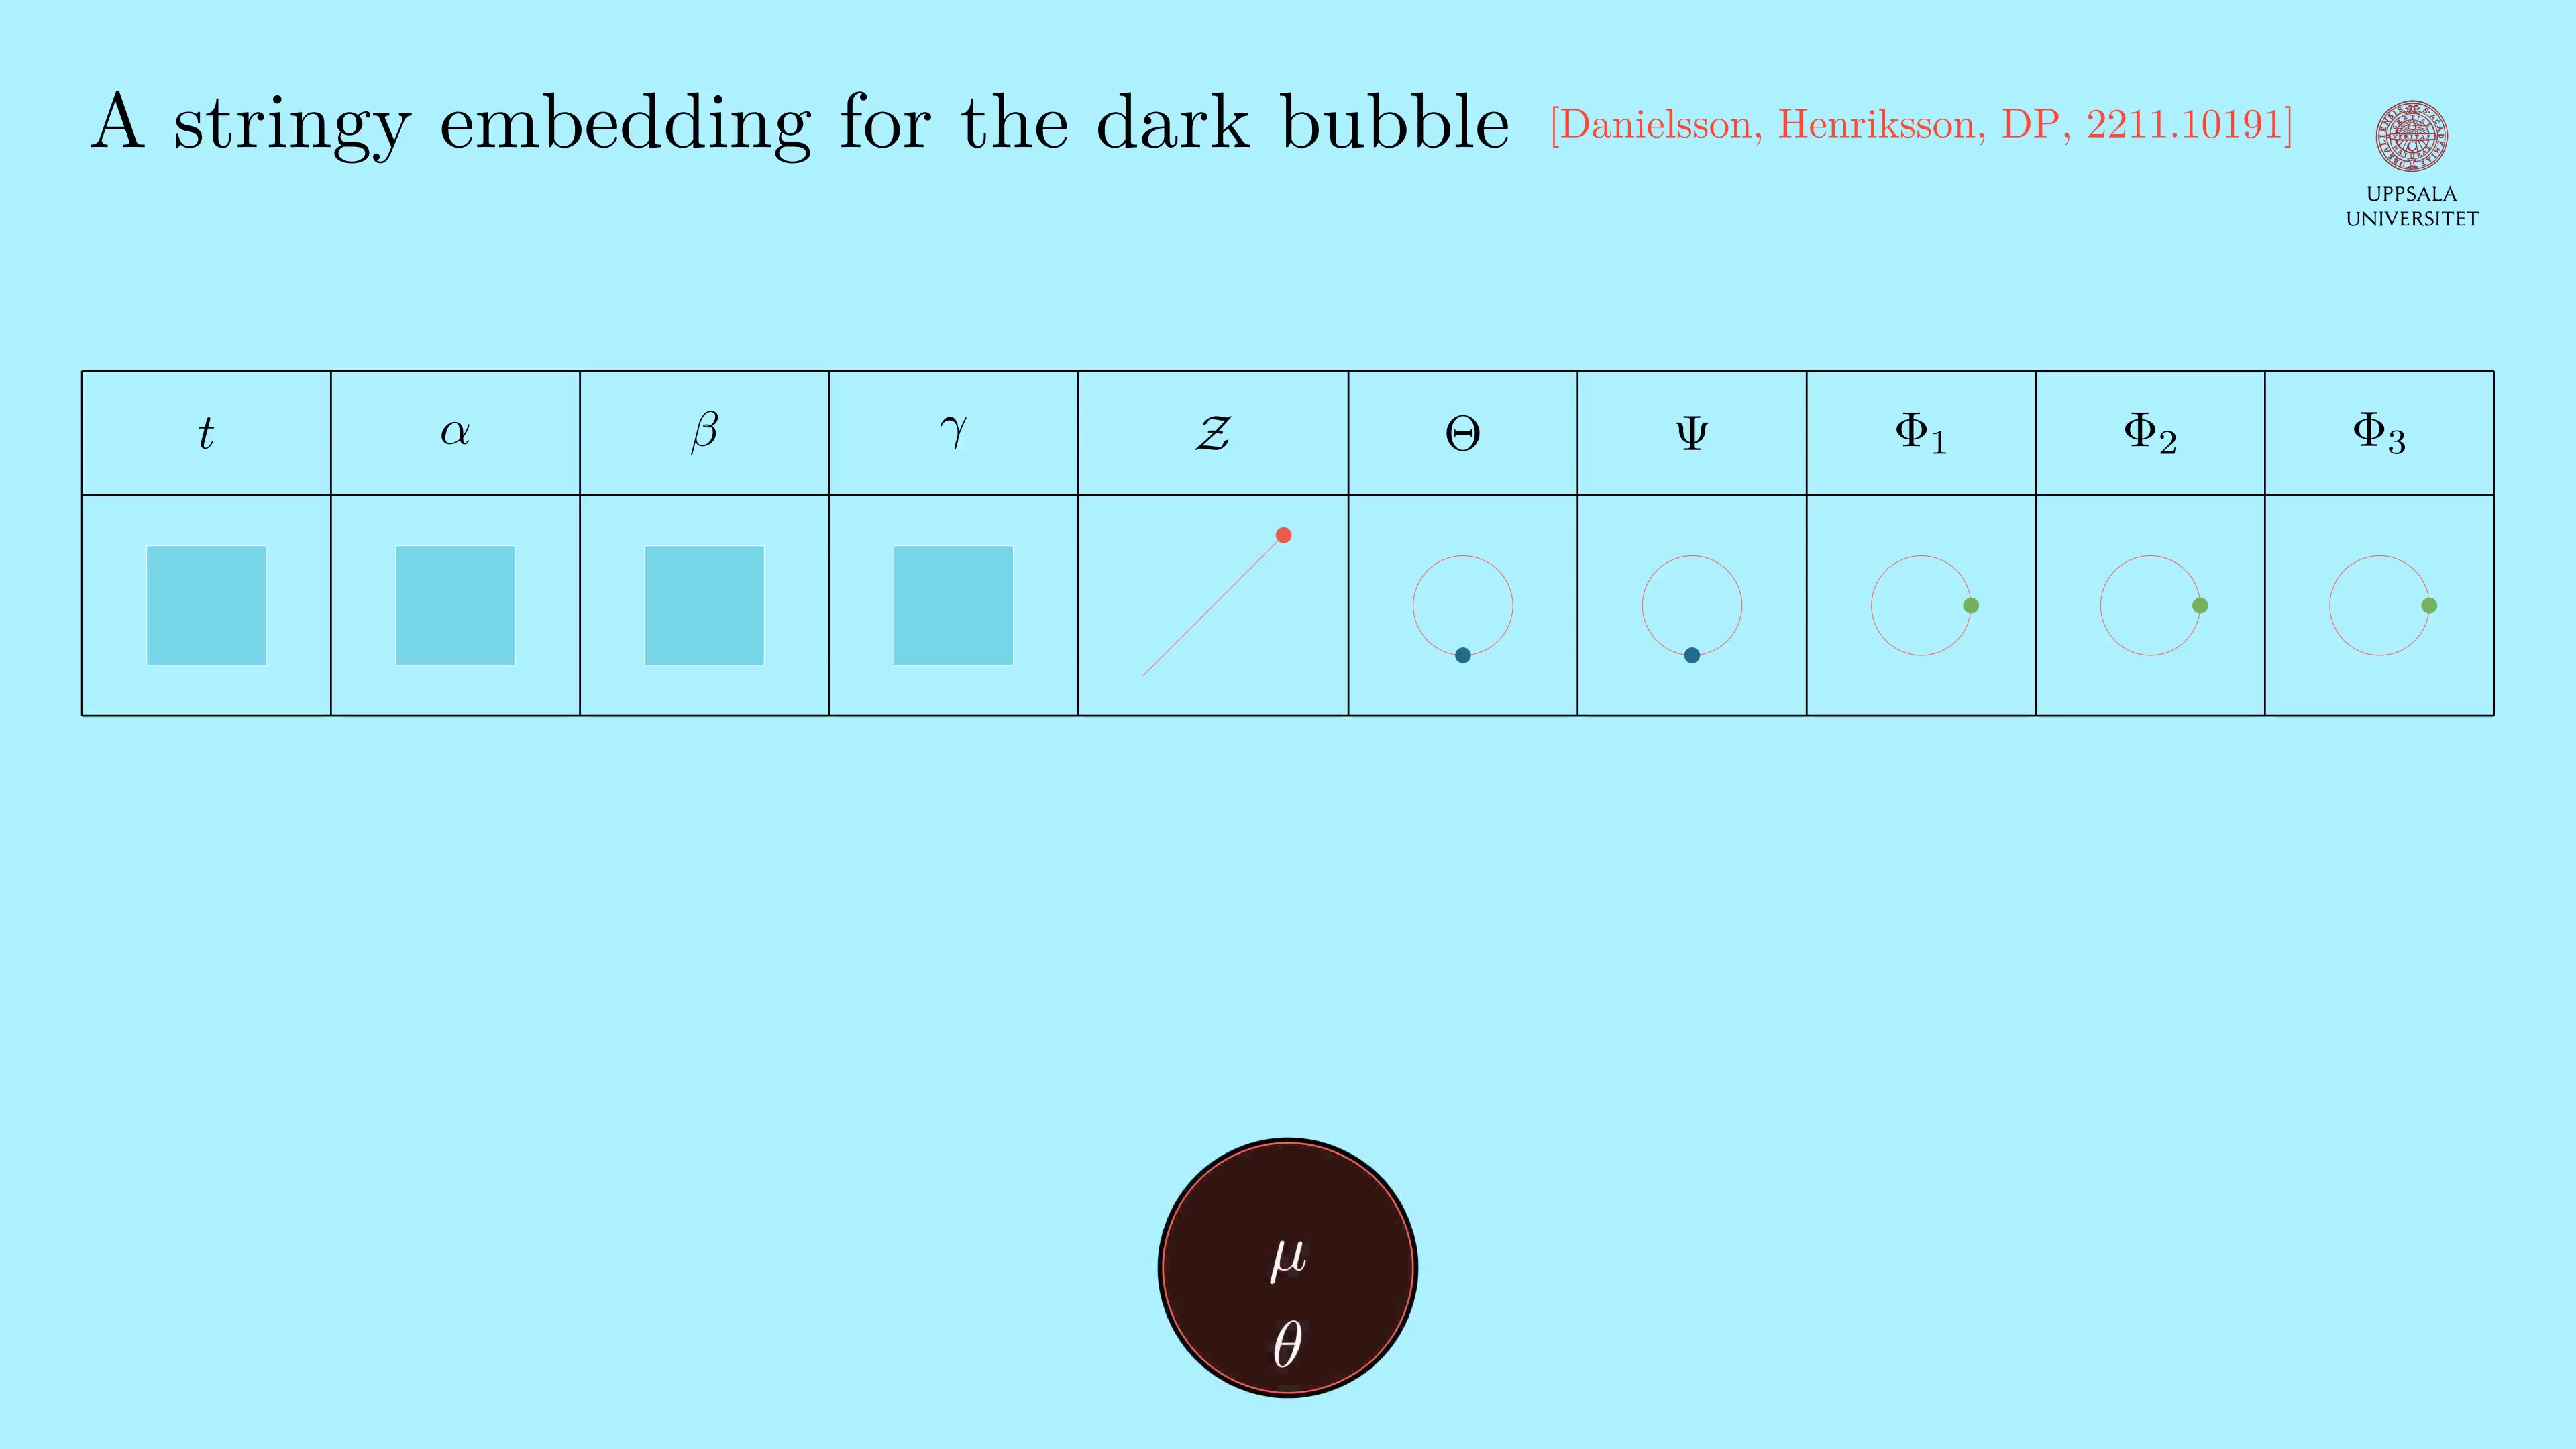 A stringy embedding for the dark bubble [Danielsson, Henriksson, DP, 2211.10191]
UPPSALA
UNIVERSITET
t α β γ Z Θ Ψ Φ1 Φ2 Φ3
μ
θ